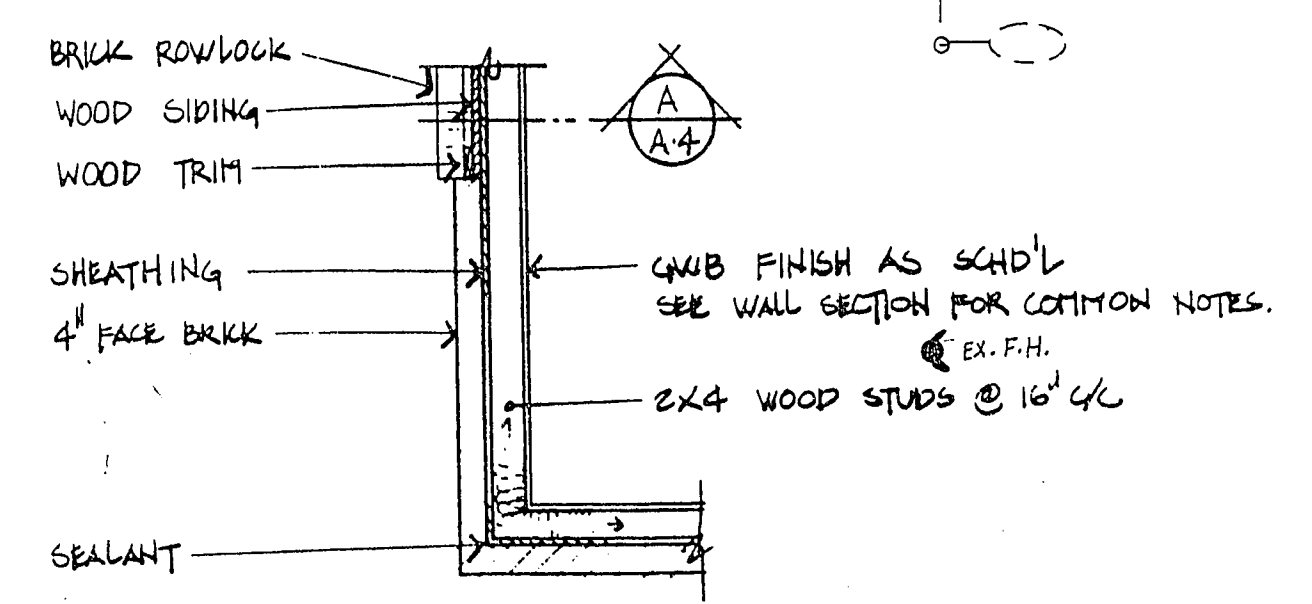 BRICK ROWLOCK
WOOD SIDING
WOOD TRIM
SHEATHING
4" FACE BRICK
SEALANT
A
A·4
GWB FINISH AS SCHD'L
SEE WALL SECTION FOR COMMON NOTES.
EX. F.H.
2X4 WOOD STUDS @ 16" C/C